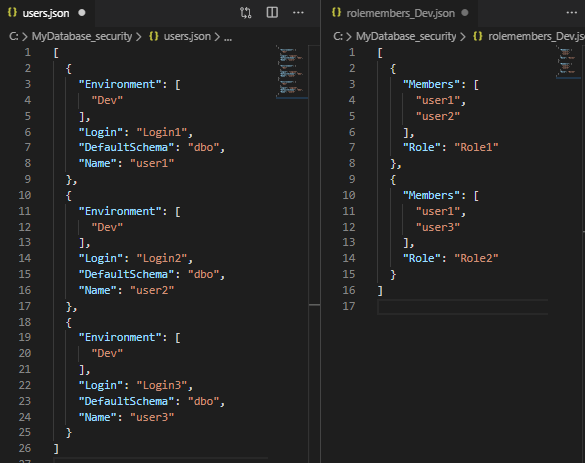 {} users.json ●
C: > MyDatabase_security > {} users.json > ...
1 [
2 {
3 "Environment": [
4 "Dev"
5 ],
6 "Login": "Login1",
7 "DefaultSchema": "dbo",
8 "Name": "user1"
9 },
10 {
11 "Environment": [
12 "Dev"
13 ],
14 "Login": "Login2",
15 "DefaultSchema": "dbo",
16 "Name": "user2"
17 },
18 {
19 "Environment": [
20 "Dev"
21 ],
22 "Login": "Login3",
23 "DefaultSchema": "dbo",
24 "Name": "user3"
25 }
26 ]
{} rolemembers_Dev.json ●
C: > MyDatabase_security > {} rolemembers_Dev.js
1 [
2 {
3 "Members": [
4 "user1",
5 "user2"
6 ],
7 "Role": "Role1"
8 },
9 {
10 "Members": [
11 "user1",
12 "user3"
13 ],
14 "Role": "Role2"
15 }
16 ]
17